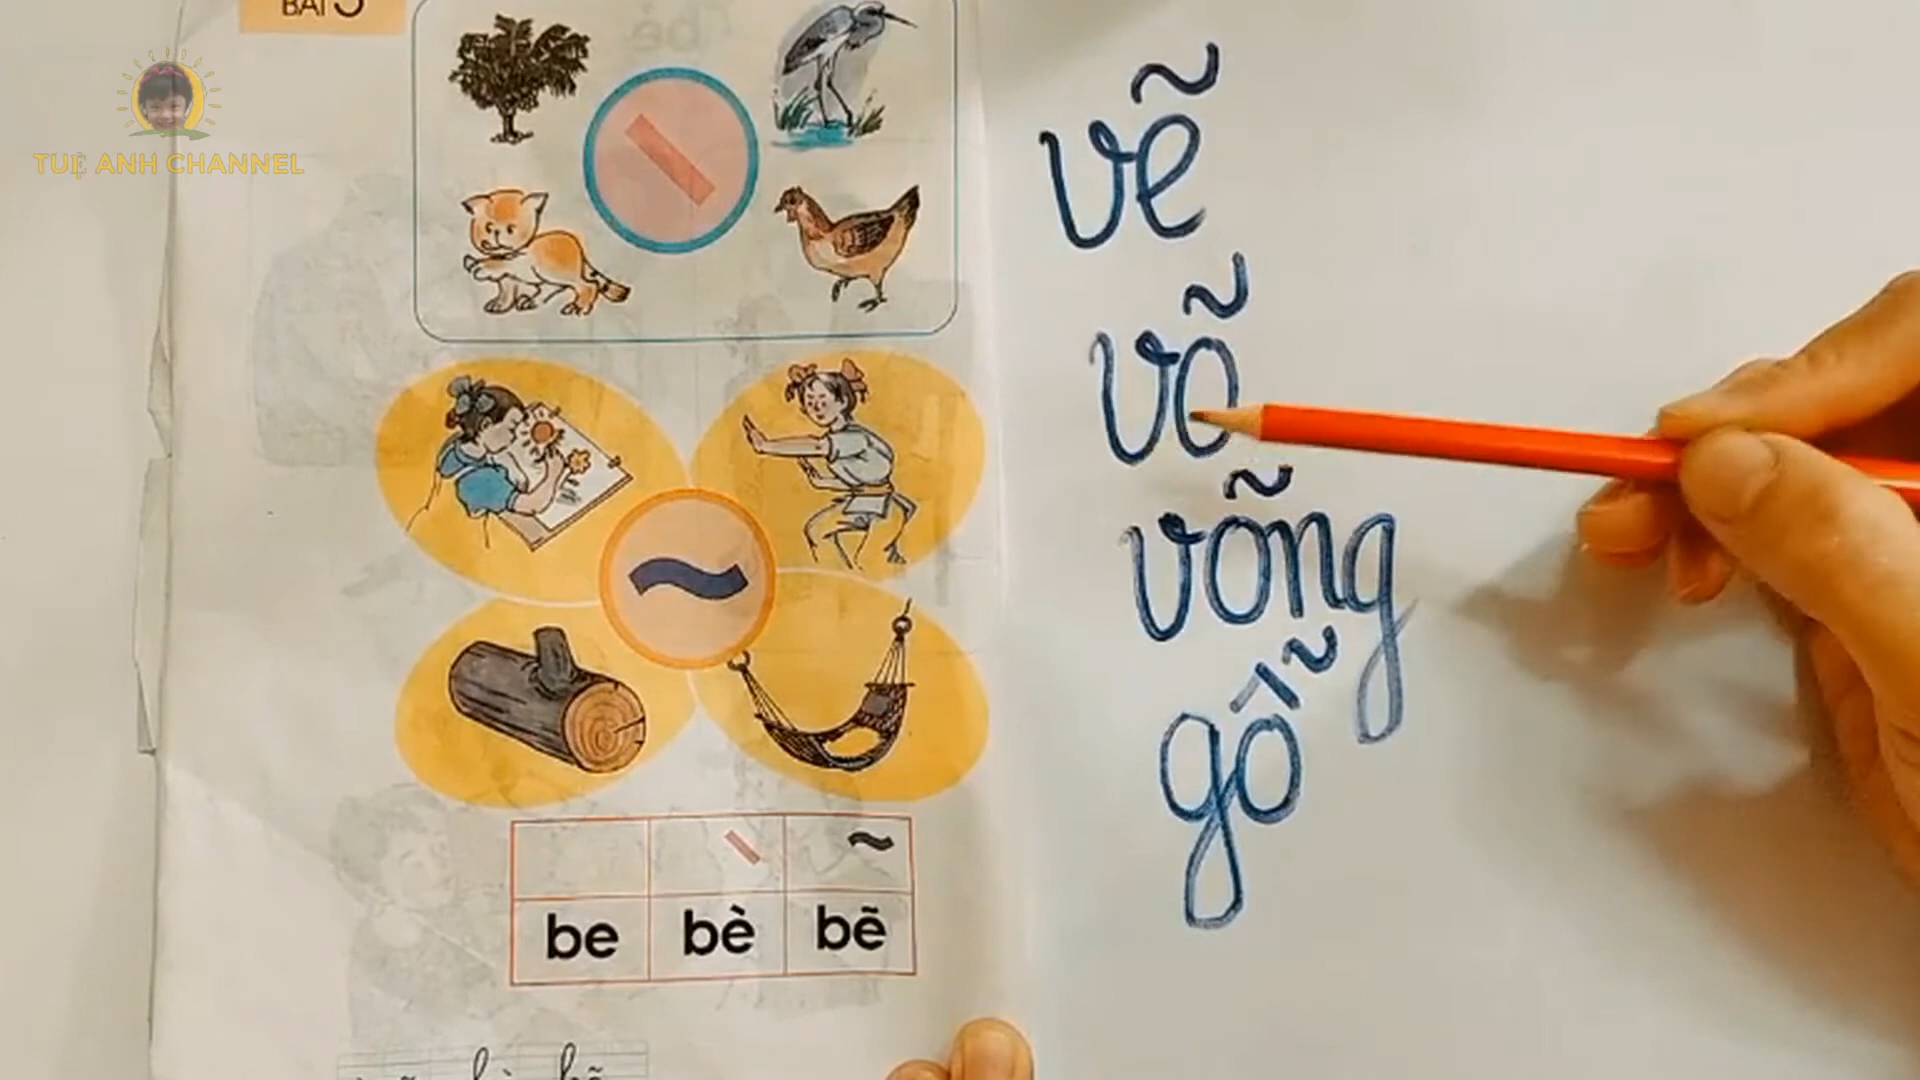 BÀI 5
TUỆ ANH CHANNEL
vẽ
võ
võng
gỗ
be bè bẽ